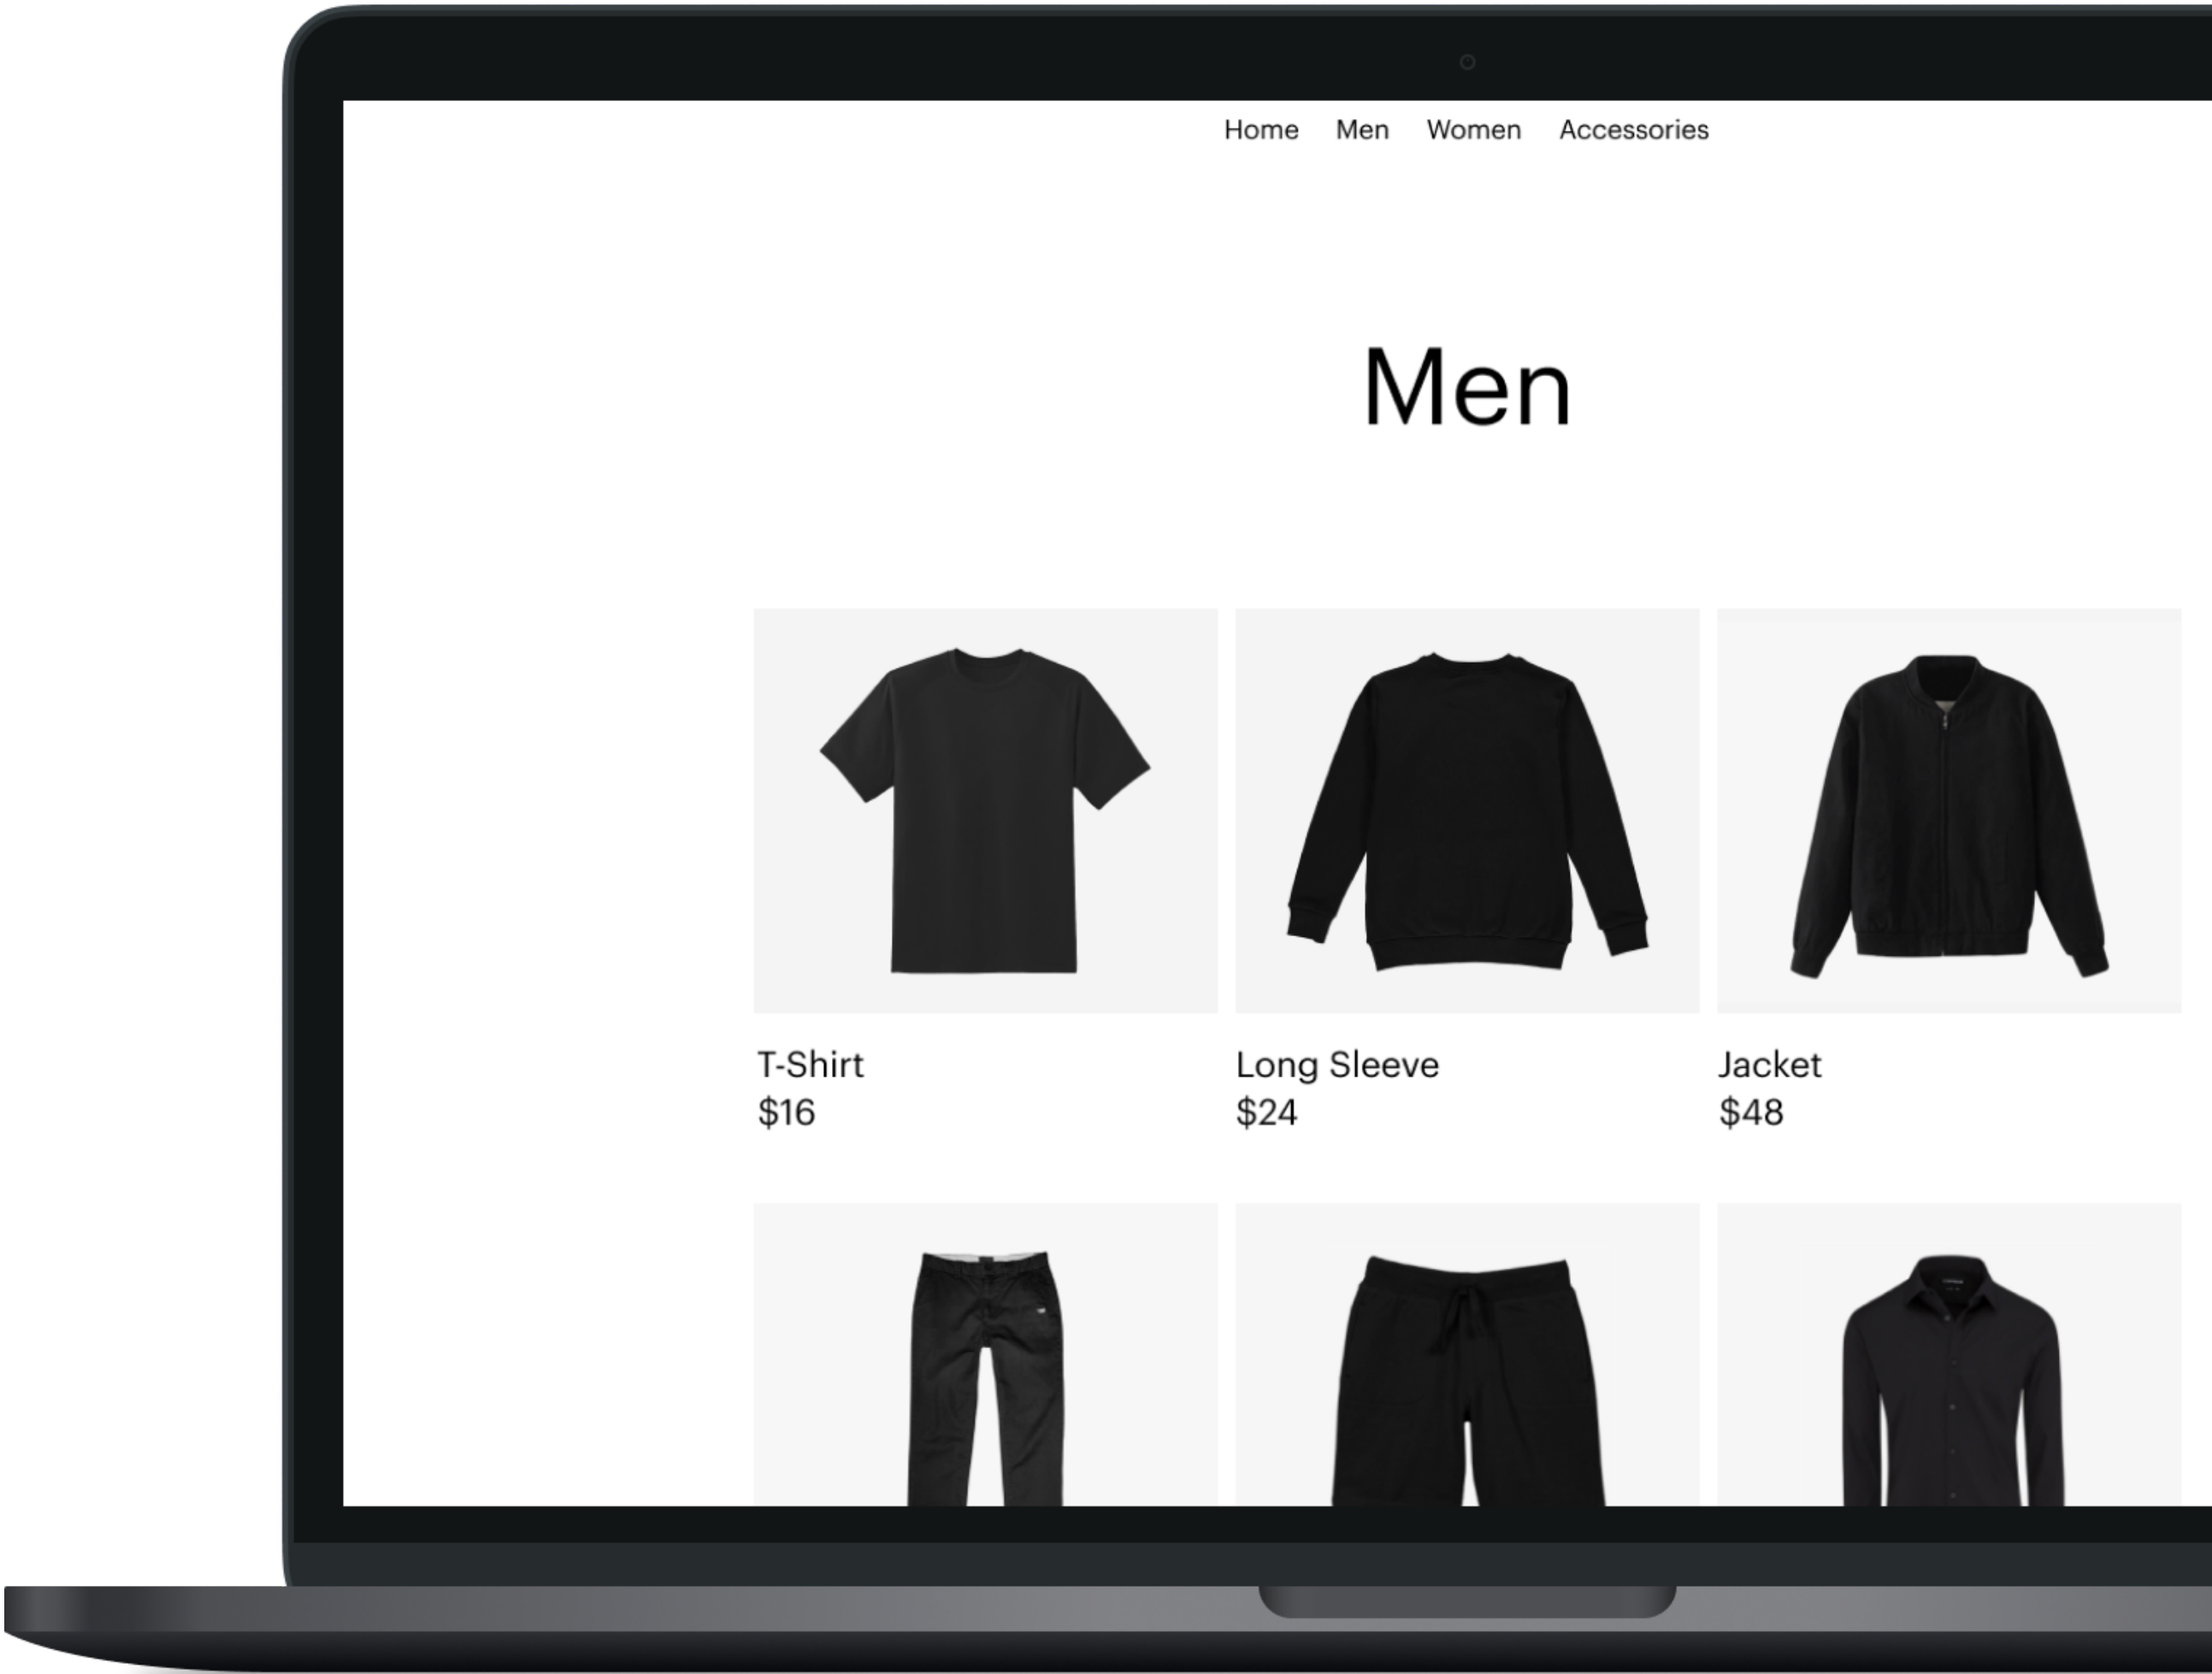 Home Men Women Accessories
Men
T-Shirt
$16
Long Sleeve
$24
Jacket
$48